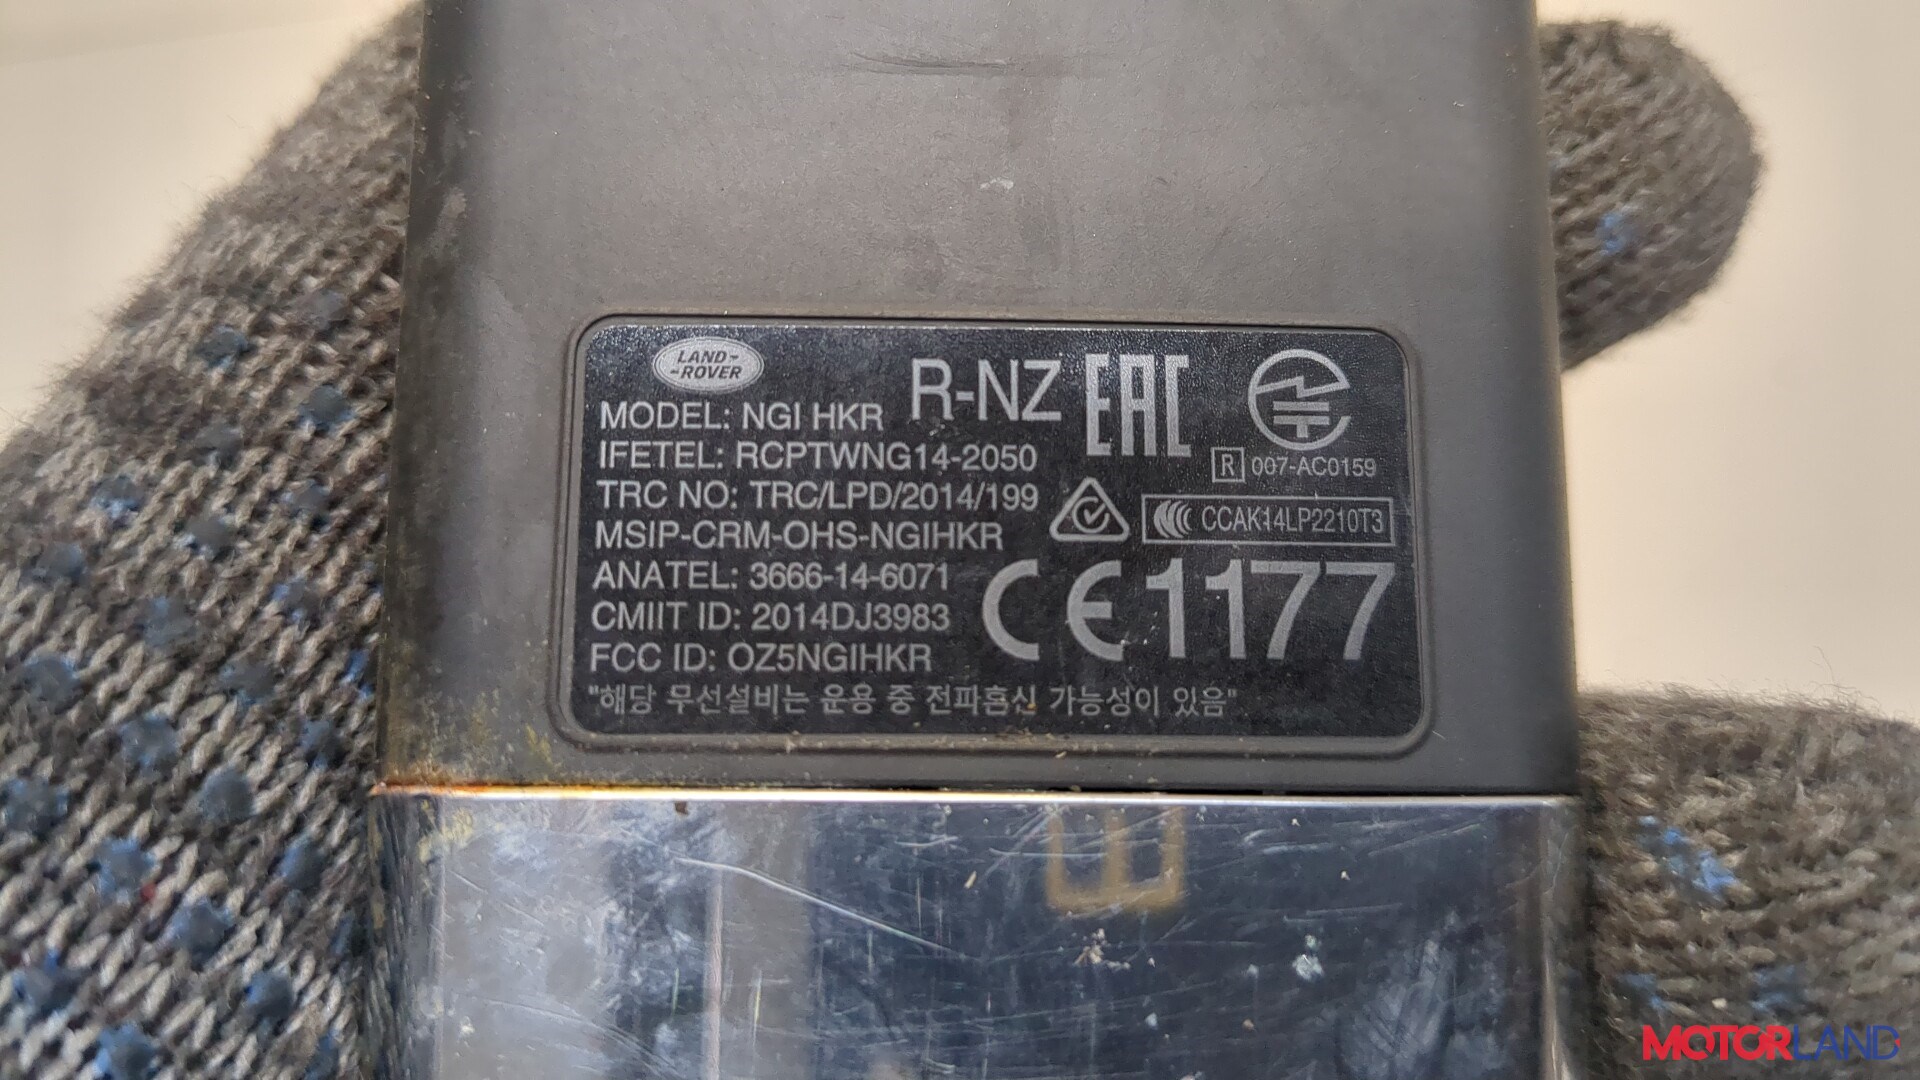 LAND-
-ROVER
R-NZ
EAC
MODEL: NGI HKR
IFETEL: RCPTWNG14-2050
R 007-AC0159
TRC NO: TRC/LPD/2014/199
CCAK14LP2210T3
MSIP-CRM-OHS-NGIHKR
ANATEL: 3666-14-6071
CE1177
CMIIT ID: 2014DJ3983
FCC ID: OZ5NGIHKR
"해당 무선설비는 운용 중 전파혼신 가능성이 있음"
MOTORLAND